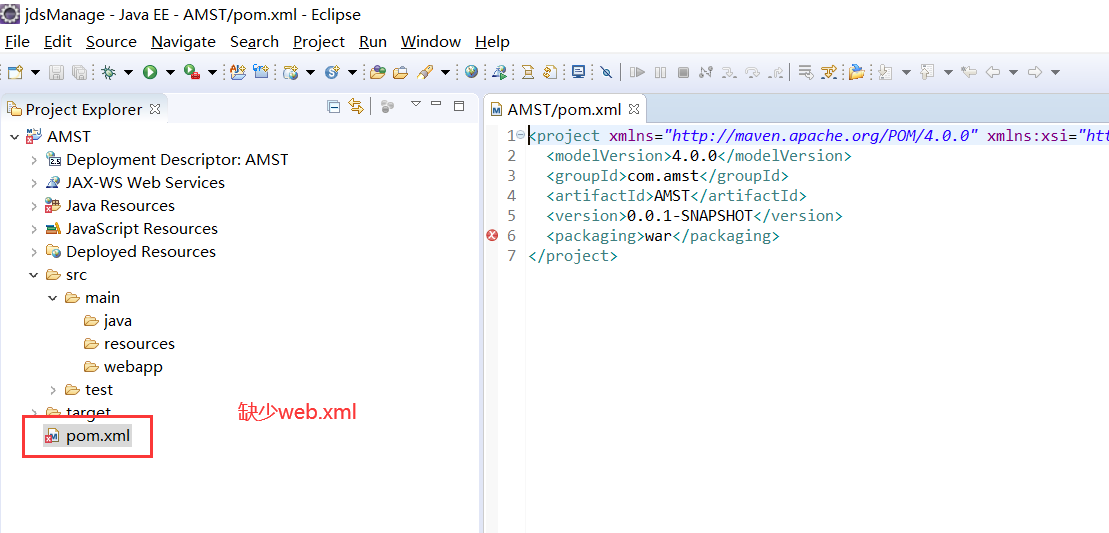 jdsManage - Java EE - AMST/pom.xml - Eclipse
File Edit Source Navigate Search Project Run Window Help
Project Explorer
AMST
Deployment Descriptor: AMST
JAX-WS Web Services
Java Resources
JavaScript Resources
Deployed Resources
src
main
java
resources
webapp
test
target
pom.xml
缺少web.xml
AMST/pom.xml
1 <project xmlns="http://maven.apache.org/POM/4.0.0" xmlns:xsi="htt
2 <modelVersion>4.0.0</modelVersion>
3 <groupId>com.amst</groupId>
4 <artifactId>AMST</artifactId>
5 <version>0.0.1-SNAPSHOT</version>
6 <packaging>war</packaging>
7 </project>